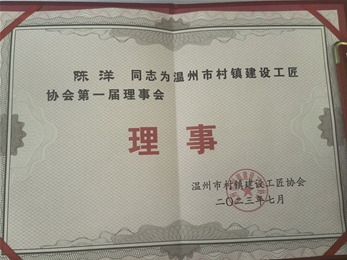 陈洋 同志为温州市村镇建设工匠
协会第一届理事会
理事
温州市村镇建设工匠协会
二〇二三年七月